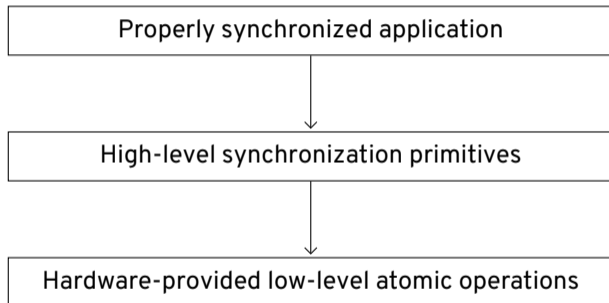 Properly synchronized application
High-level synchronization primitives
Hardware-provided low-level atomic operations